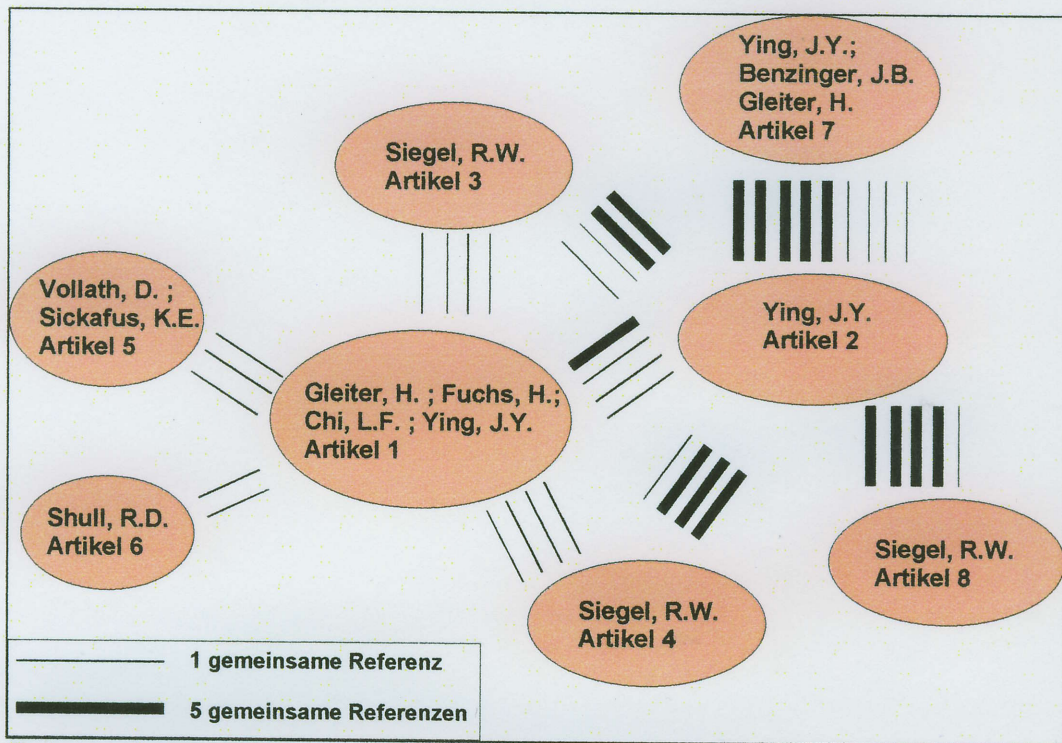 Ying, J.Y.;
Benzinger, J.B.
Gleiter, H.
Artikel 7
Siegel, R.W.
Artikel 3
Vollath, D. ;
Sickafus, K.E.
Artikel 5
Ying, J.Y.
Artikel 2
Gleiter, H. ; Fuchs, H.;
Chi, L.F. ; Ying, J.Y.
Artikel 1
Shull, R.D.
Artikel 6
Siegel, R.W.
Artikel 8
Siegel, R.W.
Artikel 4
1 gemeinsame Referenz
5 gemeinsame Referenzen